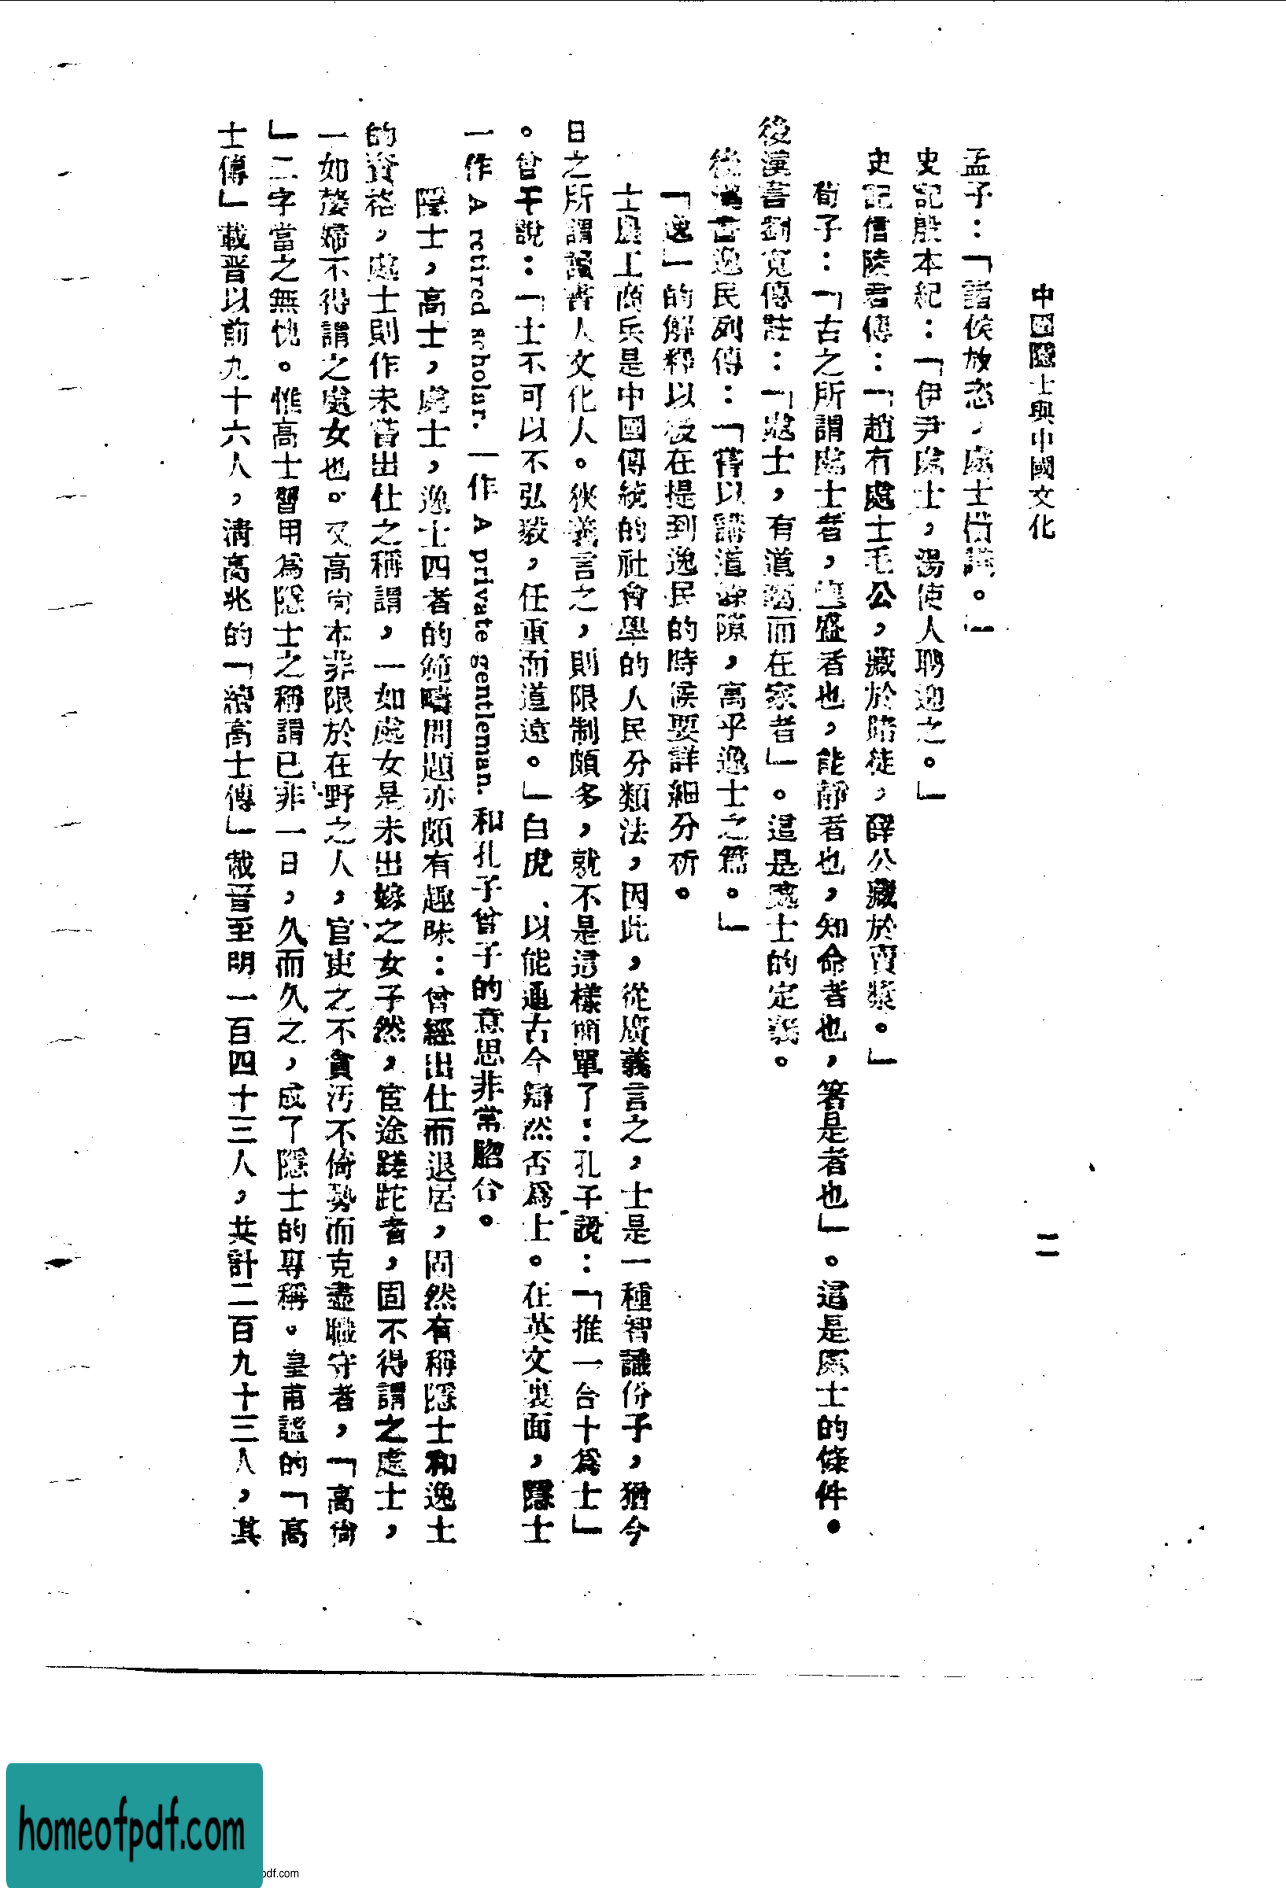 中國隱士與中國文化
二
孟子：「諸侯放恣，處士橫議。」
史記殷本紀：「伊尹處士，湯使人聘迎之。」
史記信陵君傳：「趙有處士毛公，藏於賭徒，薛公藏於賣漿。」
荀子：「古之所謂處士者，德盛者也，能靜者也，知命者也，箸是者也」。這是處士的條件。
後漢書劉寬傳註：「處士，有道藝而在家者」。這是處士的定義。
後漢書逸民列傳：「嘗以講道餘隙，寓乎逸士之篇。」
「逸」的解釋以後在提到逸民的時候要詳細分析。
士農工商兵是中國傳統的社會學的人民分類法，因此，從廣義言之，士是一種智識份子，猶今
日之所謂讀書人文化人。狹義言之，則限制頗多，就不是這樣簡單了：孔子說：「推一合十爲士」
。曾子說：「士不可以不弘毅，任重而道遠。」白虎 以能通古今辯然否爲士。在英文裏面，隱士
一作 A retired scholar. 一作 A private gentleman. 和孔子曾子的意思非常脗合。
隱士，高士，處士，逸士四者的範疇問題亦頗有趣味：曾經出仕而退居，固然有稱隱士和逸士
的資格，處士則作未嘗出仕之稱謂，一如處女是未出嫁之女子然，宦途蹉跎者，固不得謂之處士，
一如嫠婦不得謂之處女也。又高尙本非限於在野之人，官吏之不貪汚不倚勢而克盡職守者，「高尙
」二字當之無愧。惟高士習用爲隱士之稱謂已非一日，久而久之，成了隱士的專稱。皇甫謐的「高
士傳」載晋以前九十六人，淸高兆的「續高士傳」載晋至明一百四十三人，共計二百九十三人，其
homeofpdf.com
pdf.com